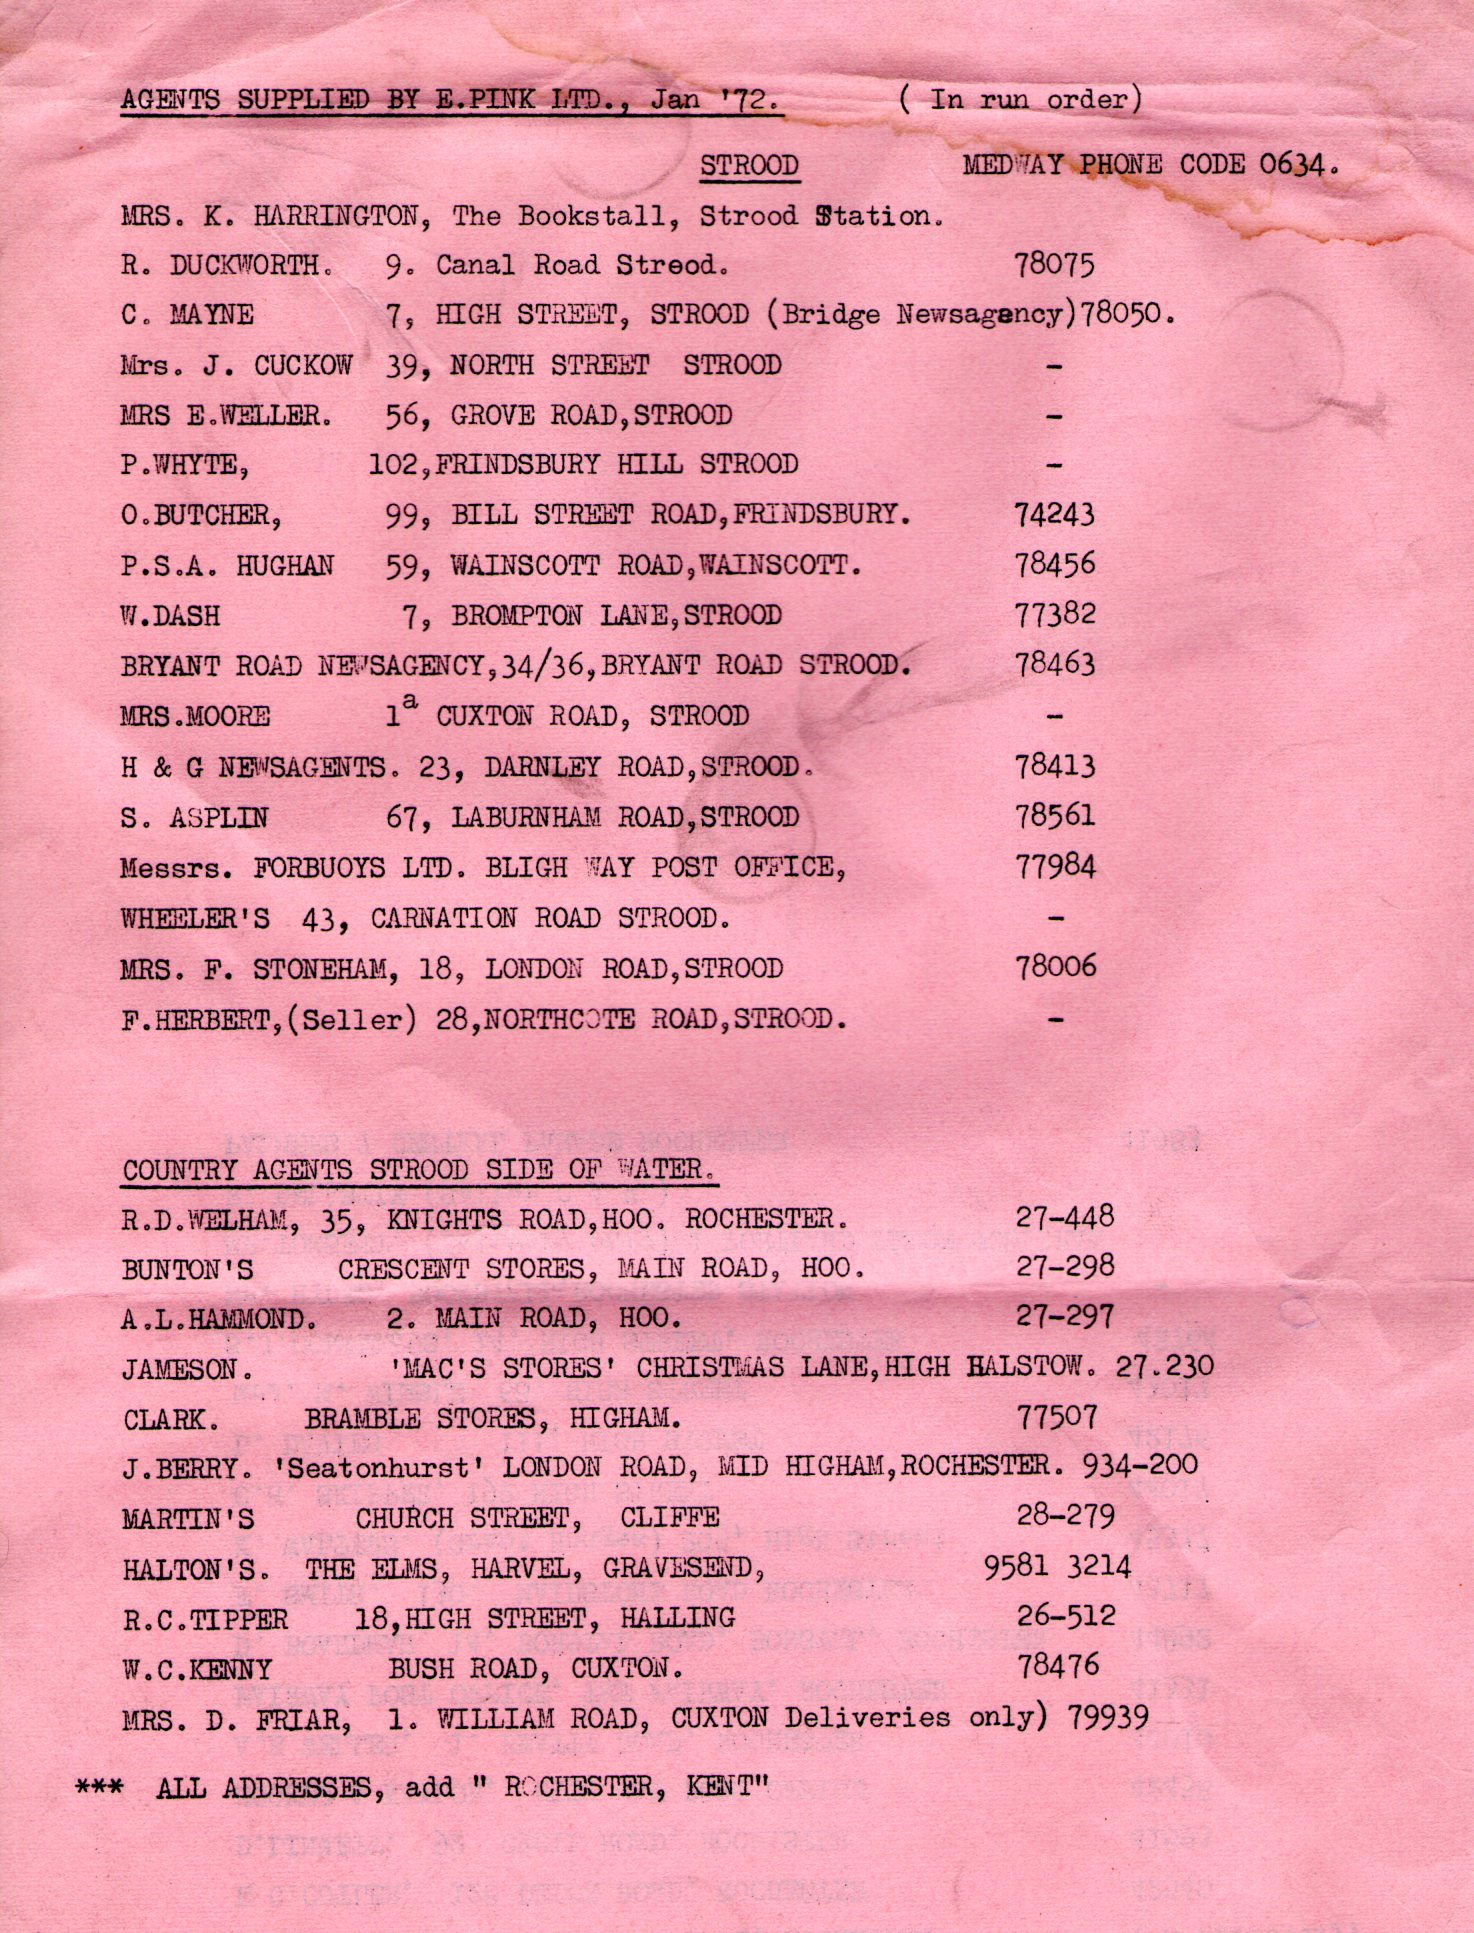 AGENTS SUPPLIED BY E.PINK LTD., Jan '72. ( In run order)
STROOD MEDWAY PHONE CODE 0634.
MRS. K. HARRINGTON, The Bookstall, Strood Station.
R. DUCKWORTH. 9. Canal Road Streod. 78075
C. MAYNE 7, HIGH STREET, STROOD (Bridge Newsagency)78050.
Mrs. J. CUCKOW 39, NORTH STREET STROOD -
MRS E.WELLER. 56, GROVE ROAD,STROOD -
P.WHYTE, 102,FRINDSBURY HILL STROOD -
O.BUTCHER, 99, BILL STREET ROAD,FRINDSBURY. 74243
P.S.A. HUGHAN 59, WAINSCOTT ROAD,WAINSCOTT. 78456
W.DASH 7, BROMPTON LANE,STROOD 77382
BRYANT ROAD NEWSAGENCY,34/36,BRYANT ROAD STROOD. 78463
MRS.MOORE 1a CUXTON ROAD, STROOD -
H & G NEWSAGENTS. 23, DARNLEY ROAD,STROOD. 78413
S. ASPLIN 67, LABURNHAM ROAD,STROOD 78561
Messrs. FORBUOYS LTD. BLIGH WAY POST OFFICE, 77984
WHEELER'S 43, CARNATION ROAD STROOD. -
MRS. F. STONEHAM, 18, LONDON ROAD,STROOD 78006
F.HERBERT,(Seller) 28,NORTHCOTE ROAD,STROOD. -
COUNTRY AGENTS STROOD SIDE OF WATER.
R.D.WELHAM, 35, KNIGHTS ROAD,HOO. ROCHESTER. 27-448
BUNTON'S CRESCENT STORES, MAIN ROAD, HOO. 27-298
A.L.HAMMOND. 2. MAIN ROAD, HOO. 27-297
JAMESON. 'MAC'S STORES' CHRISTMAS LANE,HIGH HALSTOW. 27.230
CLARK. BRAMBLE STORES, HIGHAM. 77507
J.BERRY. 'Seatonhurst' LONDON ROAD, MID HIGHAM,ROCHESTER. 934-200
MARTIN'S CHURCH STREET, CLIFFE 28-279
HALTON'S. THE ELMS, HARVEL, GRAVESEND, 9581 3214
R.C.TIPPER 18,HIGH STREET, HALLING 26-512
W.C.KENNY BUSH ROAD, CUXTON. 78476
MRS. D. FRIAR, 1. WILLIAM ROAD, CUXTON Deliveries only) 79939
*** ALL ADDRESSES, add " ROCHESTER, KENT"